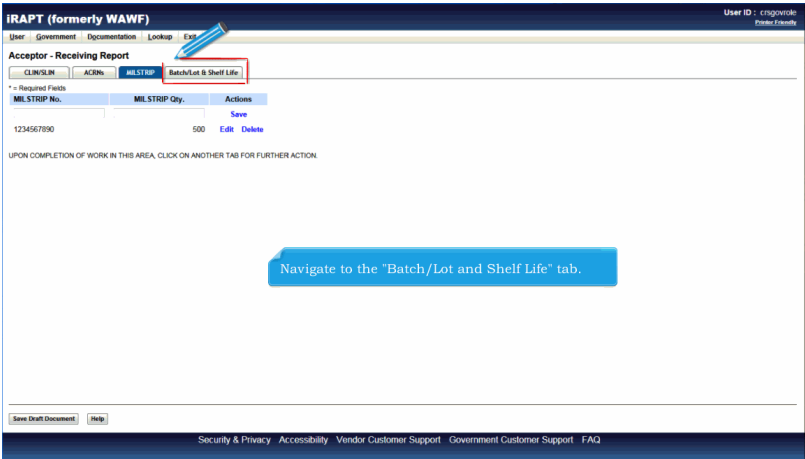 iRAPT (formerly WAWF)
User ID : crsgovrole
Printer Friendly
User Government Documentation Lookup Exit
Acceptor - Receiving Report
CLIN/SLIN ACRNs MILSTRIP Batch/Lot & Shelf Life
* = Required Fields
MILSTRIP No. MILSTRIP Qty. Actions
Save
1234567890 500 Edit Delete
UPON COMPLETION OF WORK IN THIS AREA, CLICK ON ANOTHER TAB FOR FURTHER ACTION.
Navigate to the "Batch/Lot and Shelf Life" tab.
Save Draft Document Help
Security & Privacy Accessibility Vendor Customer Support Government Customer Support FAQ